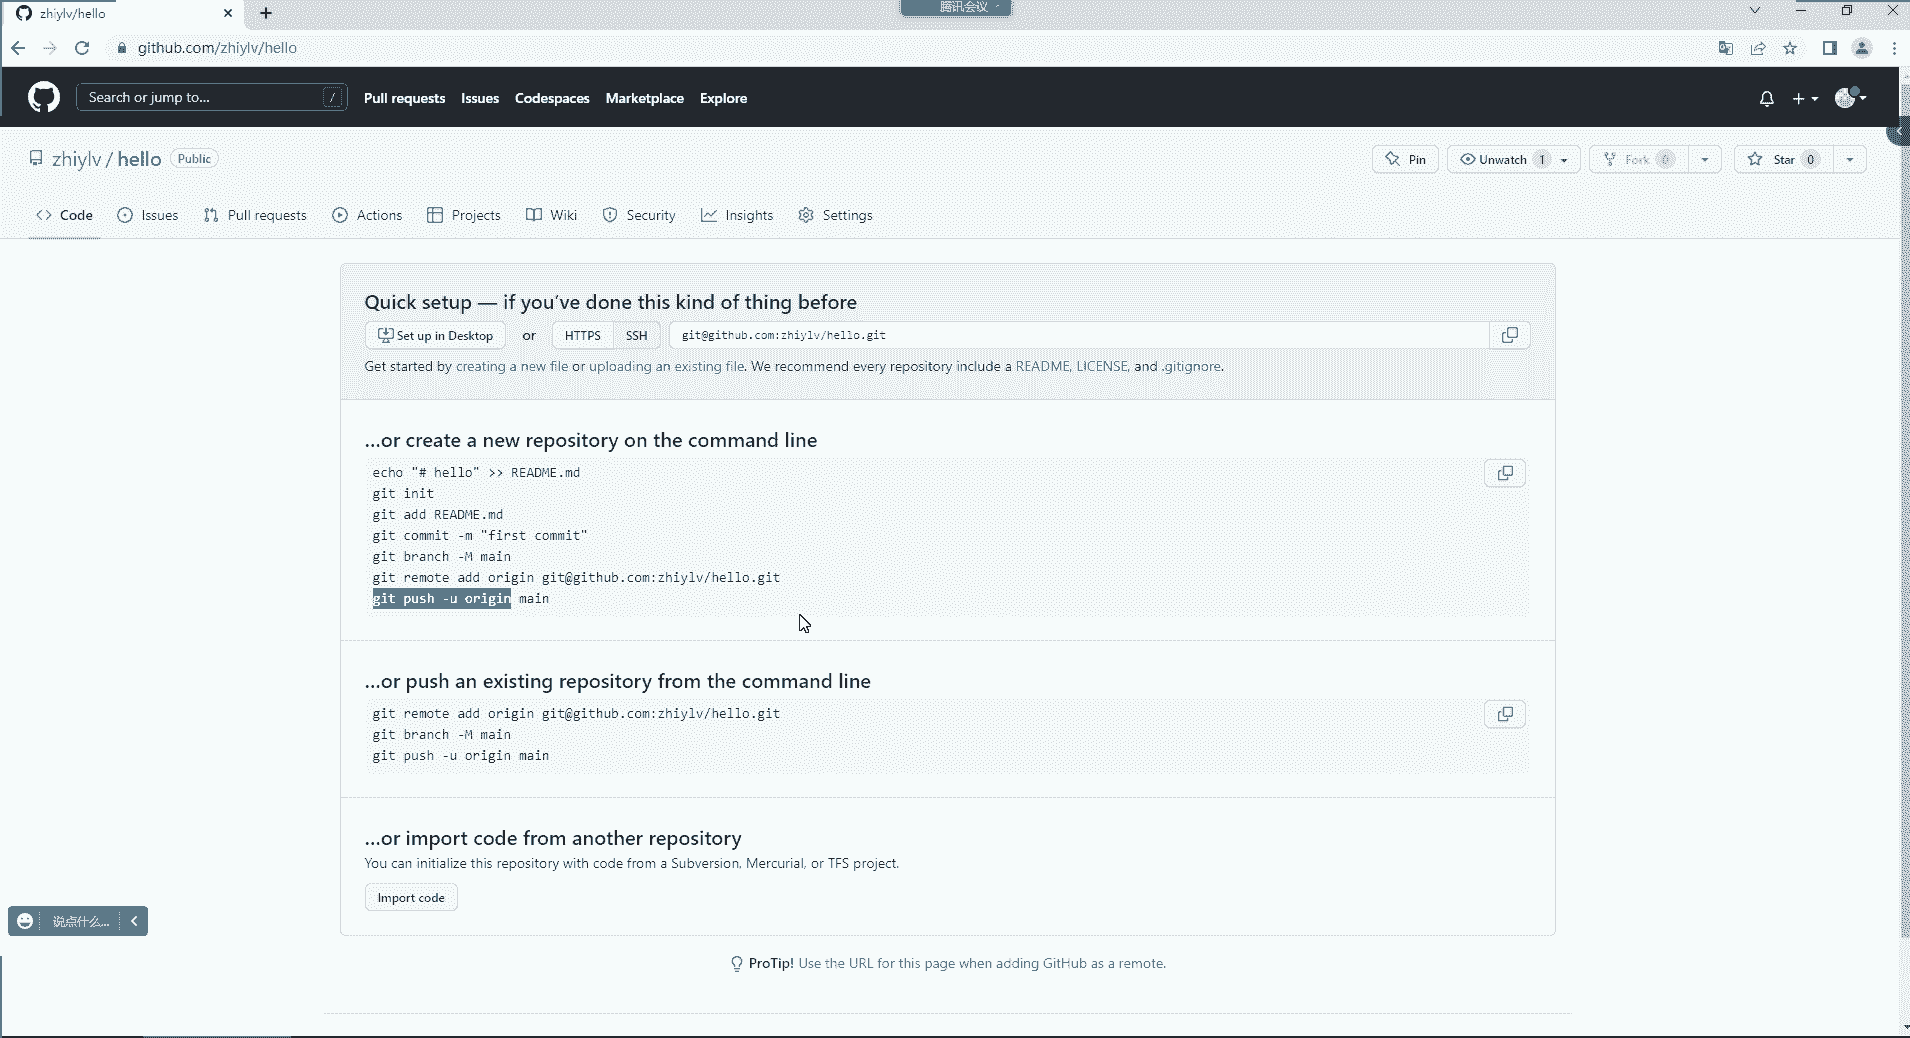 zhiylv/hello
腾讯会议
github.com/zhiylv/hello
Search or jump to... /
Pull requests Issues Codespaces Marketplace Explore
zhiylv / hello Public
Pin Unwatch 1 Fork 0 Star 0
Code Issues Pull requests Actions Projects Wiki Security Insights Settings
Quick setup — if you've done this kind of thing before
Set up in Desktop or HTTPS SSH git@github.com:zhiylv/hello.git
Get started by creating a new file or uploading an existing file. We recommend every repository include a README, LICENSE, and .gitignore.
...or create a new repository on the command line
echo "# hello" >> README.md
git init
git add README.md
git commit -m "first commit"
git branch -M main
git remote add origin git@github.com:zhiylv/hello.git
git push -u origin main
...or push an existing repository from the command line
git remote add origin git@github.com:zhiylv/hello.git
git branch -M main
git push -u origin main
...or import code from another repository
You can initialize this repository with code from a Subversion, Mercurial, or TFS project.
Import code
说点什么...
ProTip! Use the URL for this page when adding GitHub as a remote.